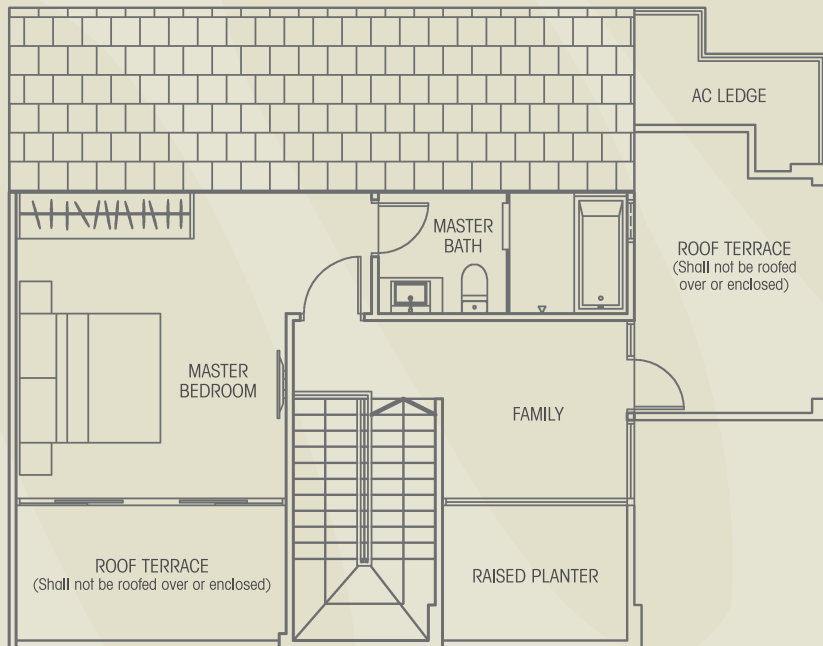 AC LEDGE
MASTER
BATH
ROOF TERRACE
(Shall not be roofed
over or enclosed)
MASTER
BEDROOM
FAMILY
ROOF TERRACE
(Shall not be roofed over or enclosed)
RAISED PLANTER